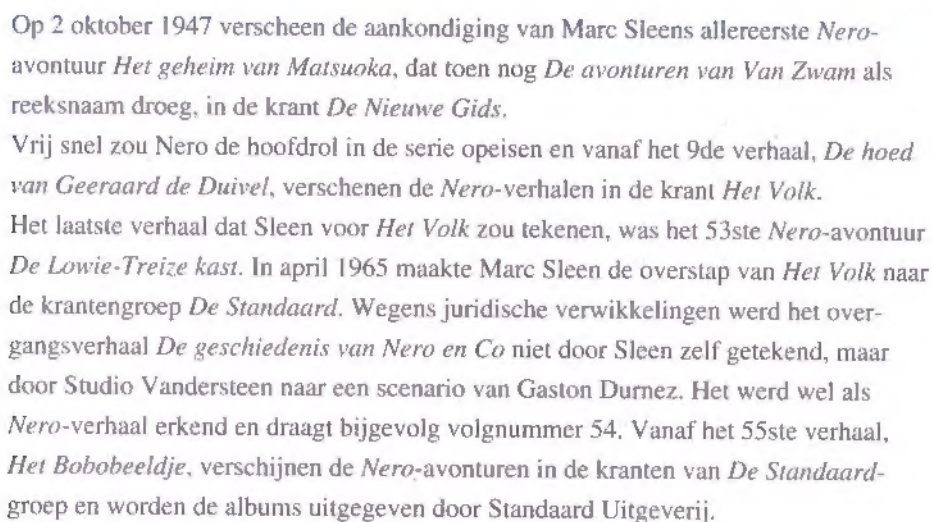 Op 2 oktober 1947 verscheen de aankondiging van Marc Sleens allereerste Nero-
avontuur Het geheim van Matsuoka, dat toen nog De avonturen van Van Zwam als
reeksnaam droeg, in de krant De Nieuwe Gids.
Vrij snel zou Nero de hoofdrol in de serie opeisen en vanaf het 9de verhaal, De hoed
van Geeraard de Duivel, verschenen de Nero-verhalen in de krant Het Volk.
Het laatste verhaal dat Sleen voor Het Volk zou tekenen, was het 53ste Nero-avontuur
De Lowie-Treize kast. In april 1965 maakte Marc Sleen de overstap van Het Volk naar
de krantengroep De Standaard. Wegens juridische verwikkelingen werd het over-
gangsverhaal De geschiedenis van Nero en Co niet door Sleen zelf getekend, maar
door Studio Vandersteen naar een scenario van Gaston Durnez. Het werd wel als
Nero-verhaal erkend en draagt bijgevolg volgnummer 54. Vanaf het 55ste verhaal,
Het Bobobeeldje, verschijnen de Nero-avonturen in de kranten van De Standaard-
groep en worden de albums uitgegeven door Standaard Uitgeverij.